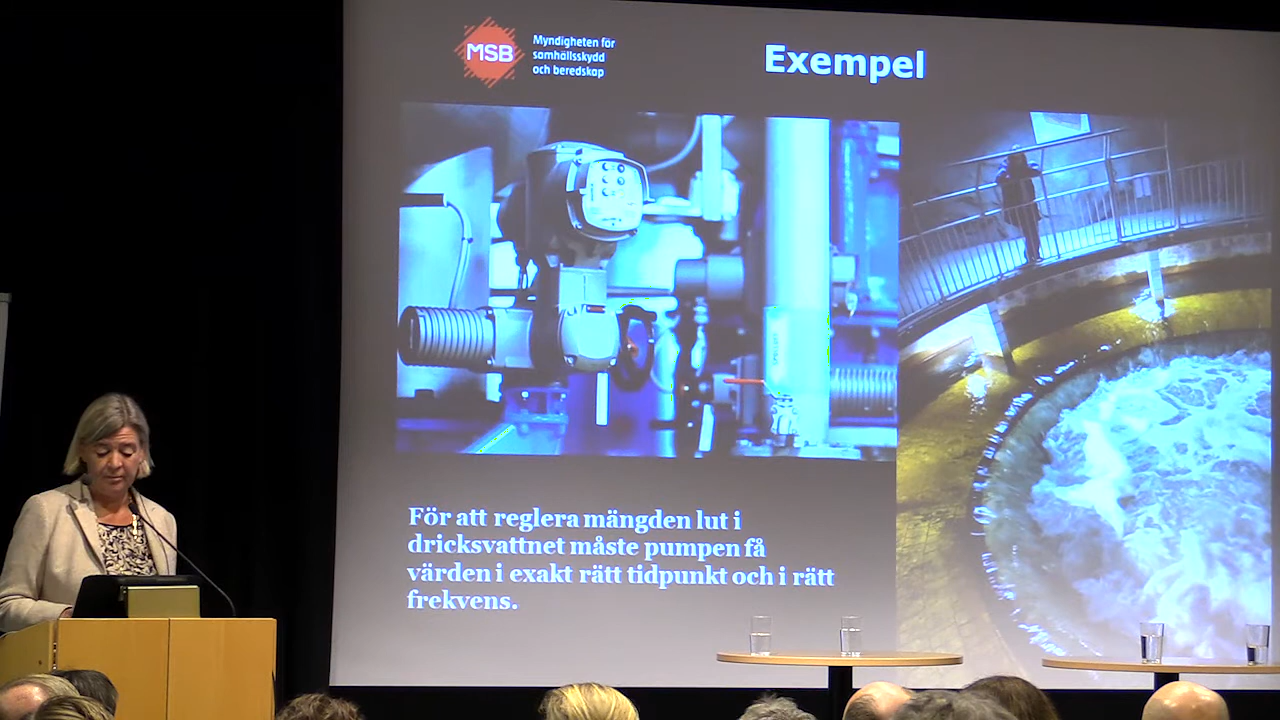 MSB
Myndigheten för
samhällsskydd
och beredskap
Exempel
För att reglera mängden lut i
dricksvattnet måste pumpen få
värden i exakt rätt tidpunkt och i rätt
frekvens.